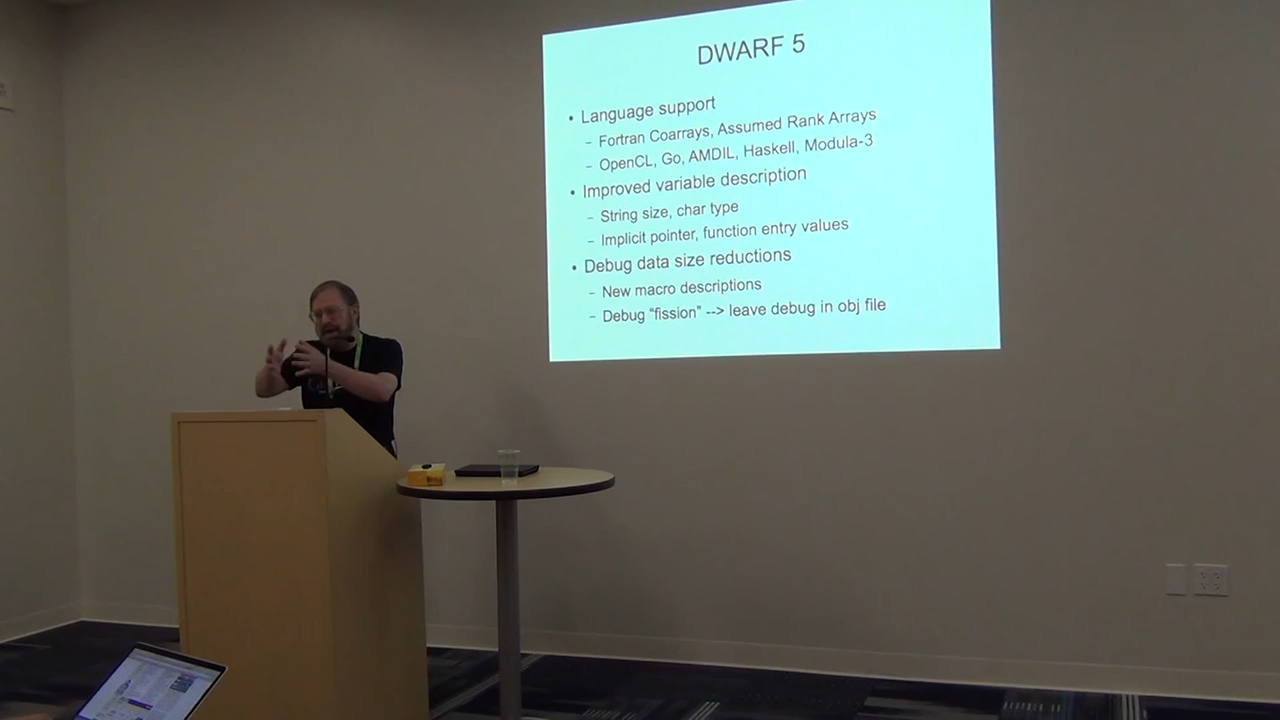 DWARF 5
• Language support
– Fortran Coarrays, Assumed Rank Arrays
– OpenCL, Go, AMDIL, Haskell, Modula-3
• Improved variable description
– String size, char type
– Implicit pointer, function entry values
• Debug data size reductions
– New macro descriptions
– Debug "fission" --> leave debug in obj file